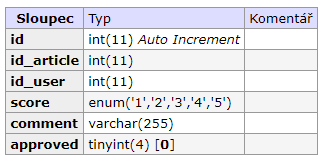 Sloupec Typ Komentář
id int(11) Auto Increment
id_article int(11)
id_user int(11)
score enum('1','2','3','4','5')
comment varchar(255)
approved tinyint(4) [0]